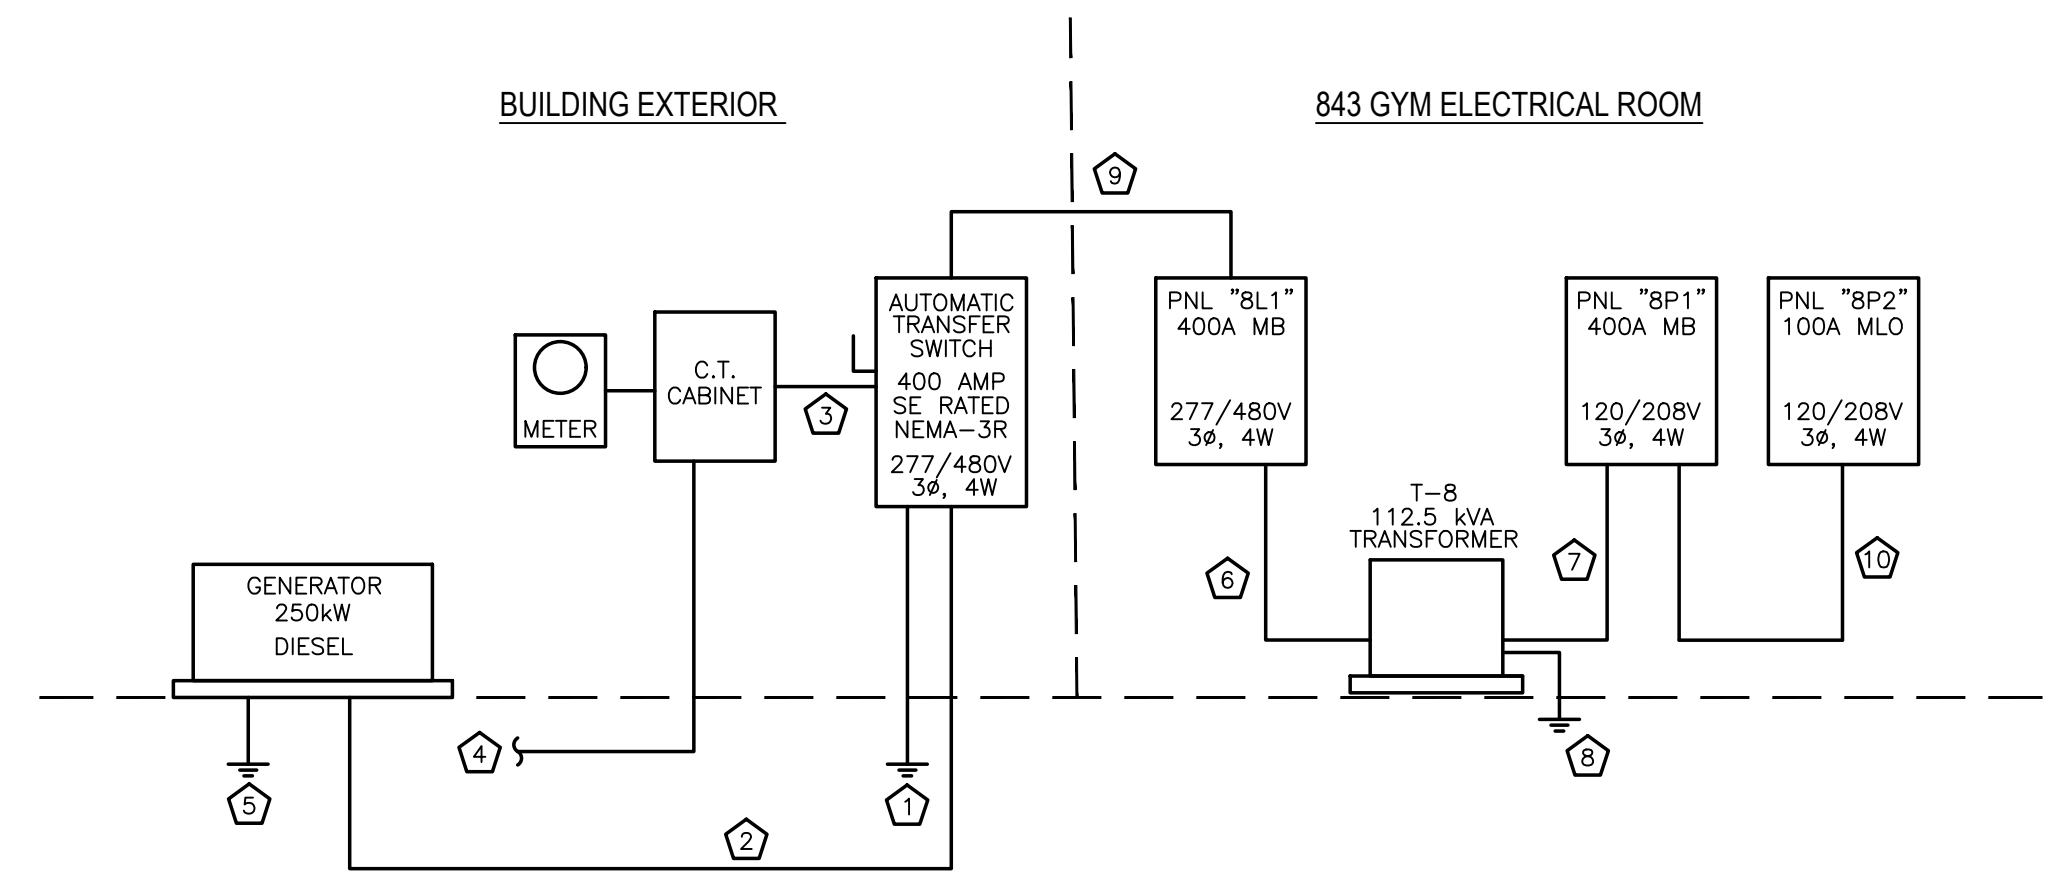 BUILDING EXTERIOR
843 GYM ELECTRICAL ROOM
9
AUTOMATIC
TRANSFER
SWITCH
400 AMP
SE RATED
NEMA-3R
277/480V
3ø, 4W
PNL "8L1"
400A MB
277/480V
3ø, 4W
PNL "8P1"
400A MB
120/208V
3ø, 4W
PNL "8P2"
100A MLO
120/208V
3ø, 4W
C.T.
CABINET
METER
3
T-8
112.5 kVA
TRANSFORMER
6
7
10
GENERATOR
250kW
DIESEL
4
8
5
1
2